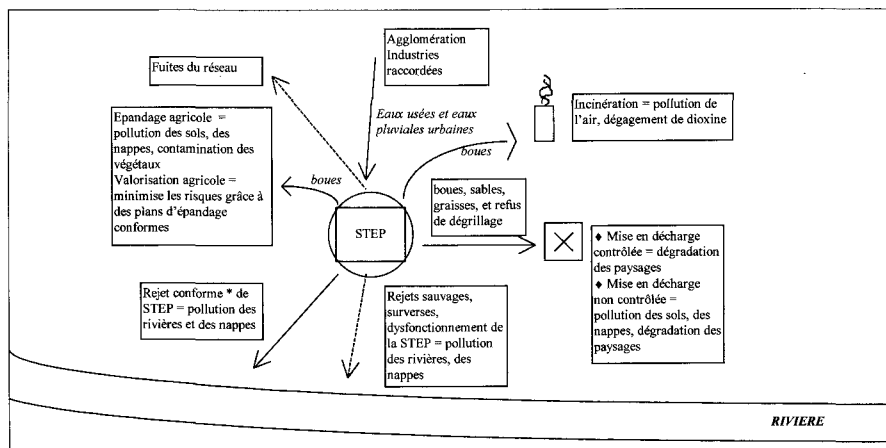 Agglomération
Industries
raccordées
Fuites du réseau
Eaux usées et eaux
pluviales urbaines
Incinération = pollution de
l'air, dégagement de dioxine
Epandage agricole =
pollution des sols, des
nappes, contamination des
végétaux
Valorisation agricole =
minimise les risques grâce à
des plans d'épandage
conformes
boues
boues
boues, sables,
graisses, et refus
de dégrillage
STEP
♦ Mise en décharge
contrôlée = dégradation
des paysages
♦ Mise en décharge
non contrôlée =
pollution des sols, des
nappes, dégradation des
paysages
Rejet conforme * de
STEP = pollution des
rivières et des nappes
Rejets sauvages,
surverses,
dysfonctionnement de
la STEP = pollution
des rivières, des
nappes
RIVIERE